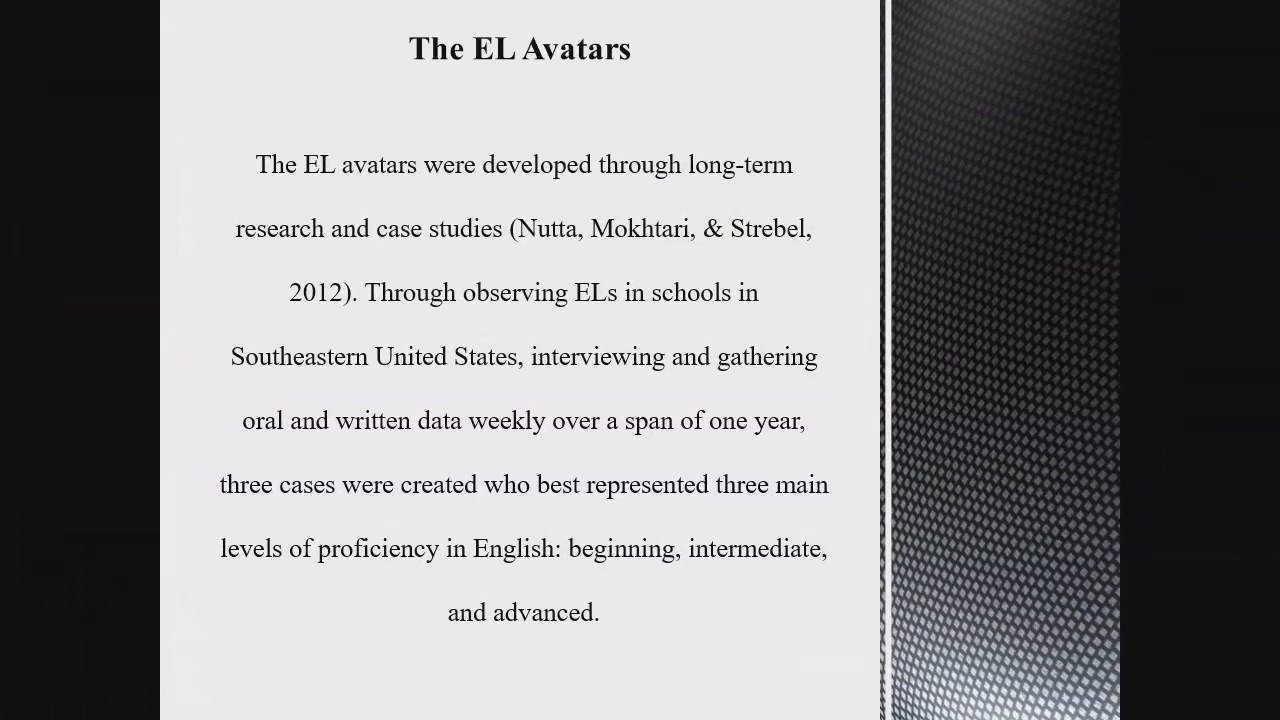 The EL Avatars
The EL avatars were developed through long-term
research and case studies (Nutta, Mokhtari, & Strebel,
2012). Through observing ELs in schools in
Southeastern United States, interviewing and gathering
oral and written data weekly over a span of one year,
three cases were created who best represented three main
levels of proficiency in English: beginning, intermediate,
and advanced.